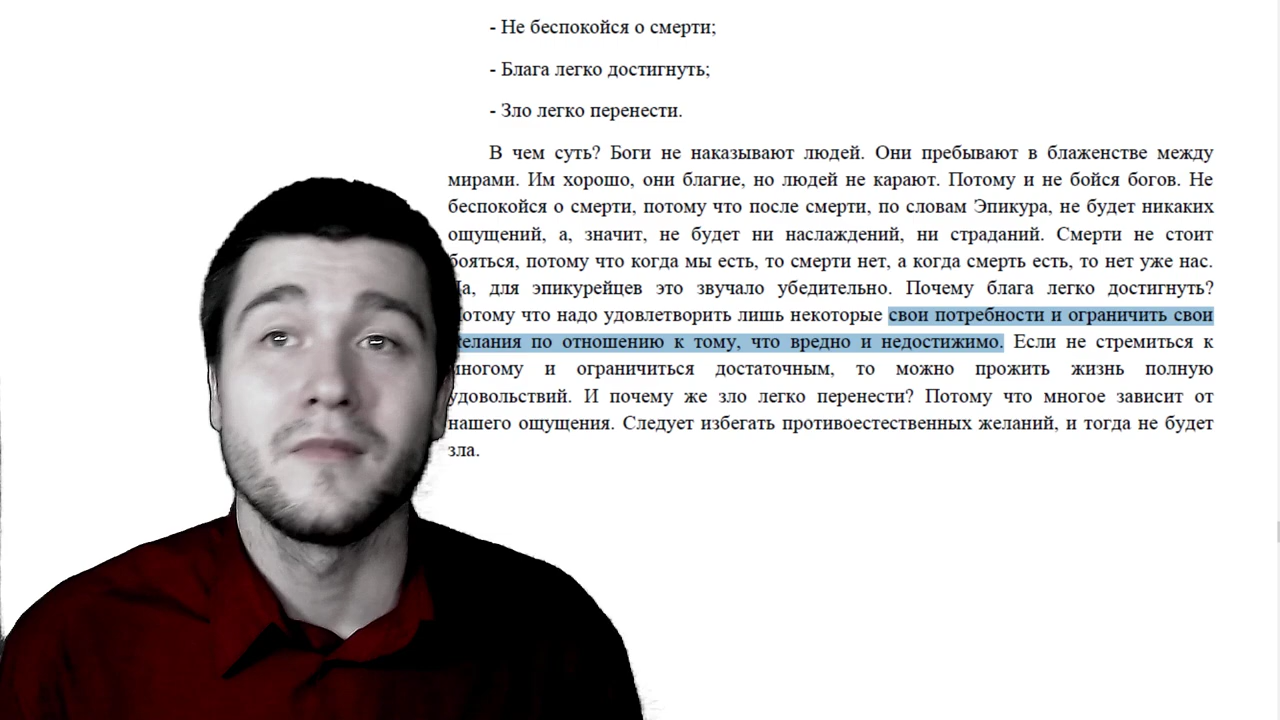 - Не беспокойся о смерти;
- Блага легко достигнуть;
- Зло легко перенести.
В чем суть? Боги не наказывают людей. Они пребывают в блаженстве между
мирами. Им хорошо, они благие, но людей не карают. Потому и не бойся богов. Не
беспокойся о смерти, потому что после смерти, по словам Эпикура, не будет никаких
ощущений, а, значит, не будет ни наслаждений, ни страданий. Смерти не стоит
бояться, потому что когда мы есть, то смерти нет, а когда смерть есть, то нет уже нас.
Да, для эпикурейцев это звучало убедительно. Почему блага легко достигнуть?
Потому что надо удовлетворить лишь некоторые свои потребности и ограничить свои
желания по отношению к тому, что вредно и недостижимо. Если не стремиться к
многому и ограничиться достаточным, то можно прожить жизнь полную
удовольствий. И почему же зло легко перенести? Потому что многое зависит от
нашего ощущения. Следует избегать противоестественных желаний, и тогда не будет
зла.